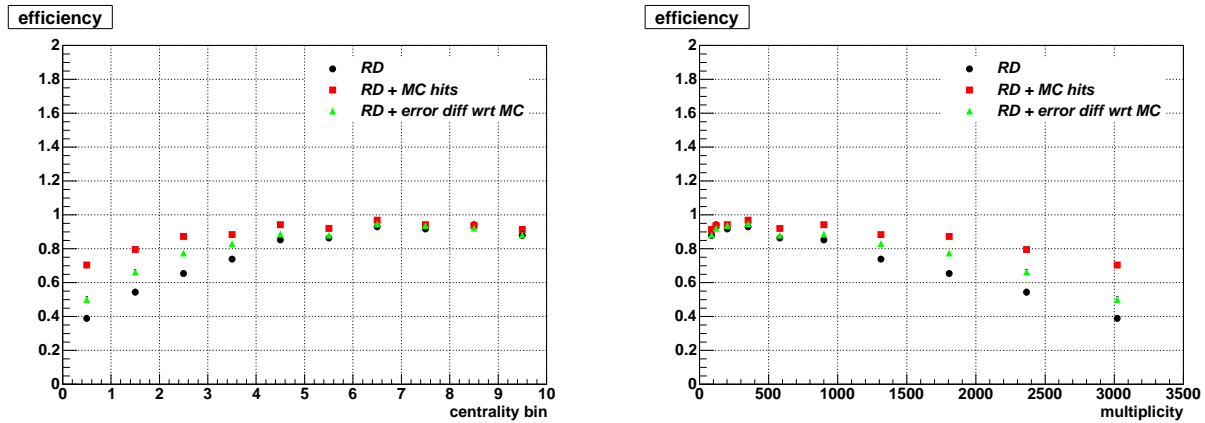 efficiency
2
1.8
1.6
1.4
1.2
1
0.8
0.6
0.4
0.2
0
RD
RD + MC hits
RD + error diff wrt MC
0 1 2 3 4 5 6 7 8 9 10
centrality bin
efficiency
2
1.8
1.6
1.4
1.2
1
0.8
0.6
0.4
0.2
0
RD
RD + MC hits
RD + error diff wrt MC
0 500 1000 1500 2000 2500 3000 3500
multiplicity